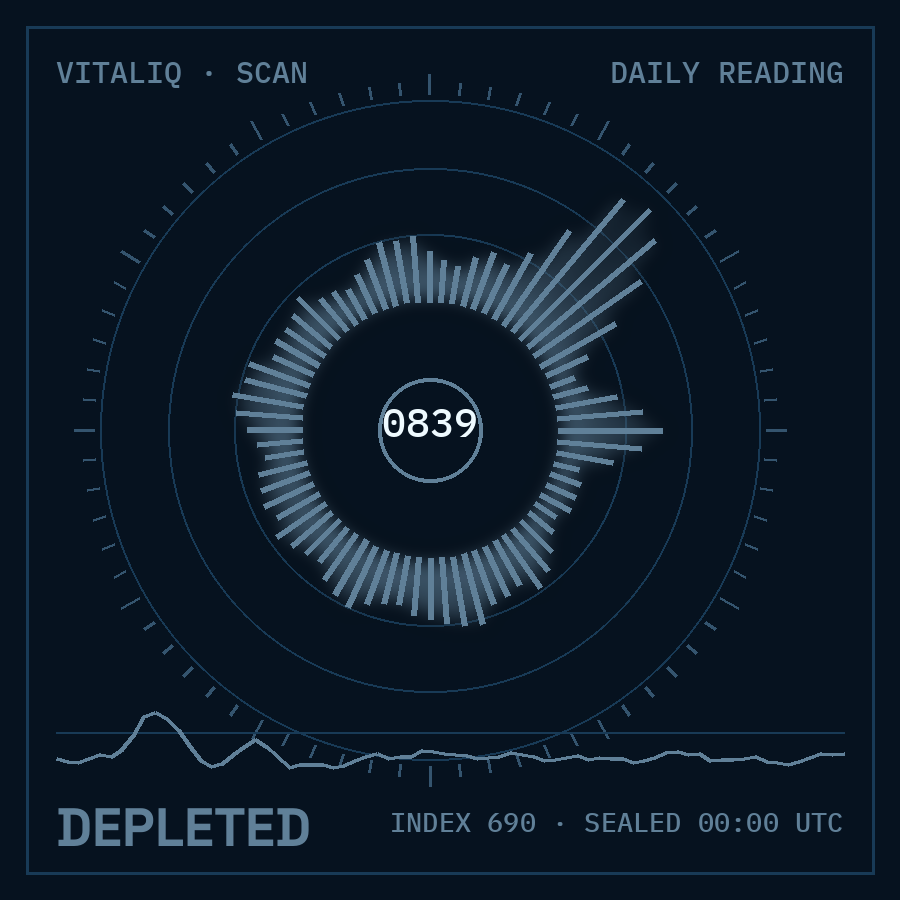 VITALIQ · SCAN
DAILY READING
0839
DEPLETED
INDEX 690 · SEALED 00:00 UTC